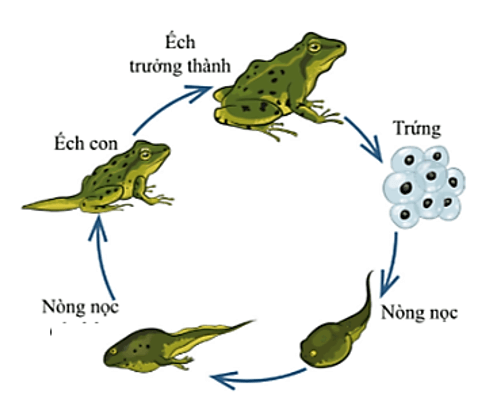 Ếch
trưởng thành
Trứng
Ếch con
Nòng nọc
Nòng nọc